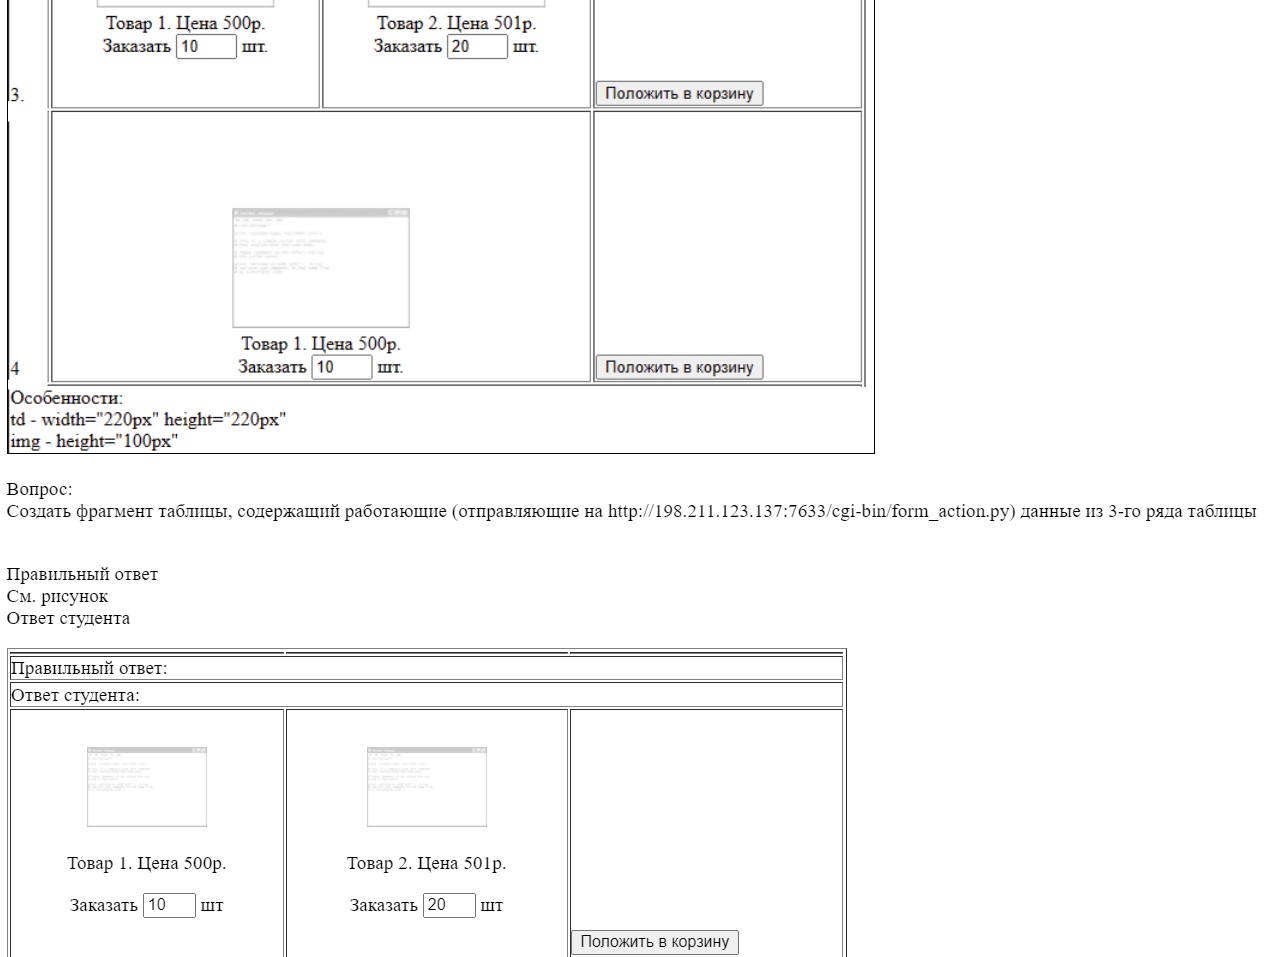 Товар 1. Цена 500р.
Товар 2. Цена 501р.
Заказать 10 шт.
Заказать 20 шт.
3.
Положить в корзину
Товар 1. Цена 500р.
4
Заказать 10 шт.
Положить в корзину
Особенности:
td - width="220px" height="220px"
img - height="100px"
Вопрос:
Создать фрагмент таблицы, содержащий работающие (отправляющие на http://198.211.123.137:7633/cgi-bin/form_action.py) данные из 3-го ряда таблицы
Правильный ответ
См. рисунок
Ответ студента
Правильный ответ:
Ответ студента:
Товар 1. Цена 500р.
Товар 2. Цена 501р.
Заказать 10 шт
Заказать 20 шт
Положить в корзину